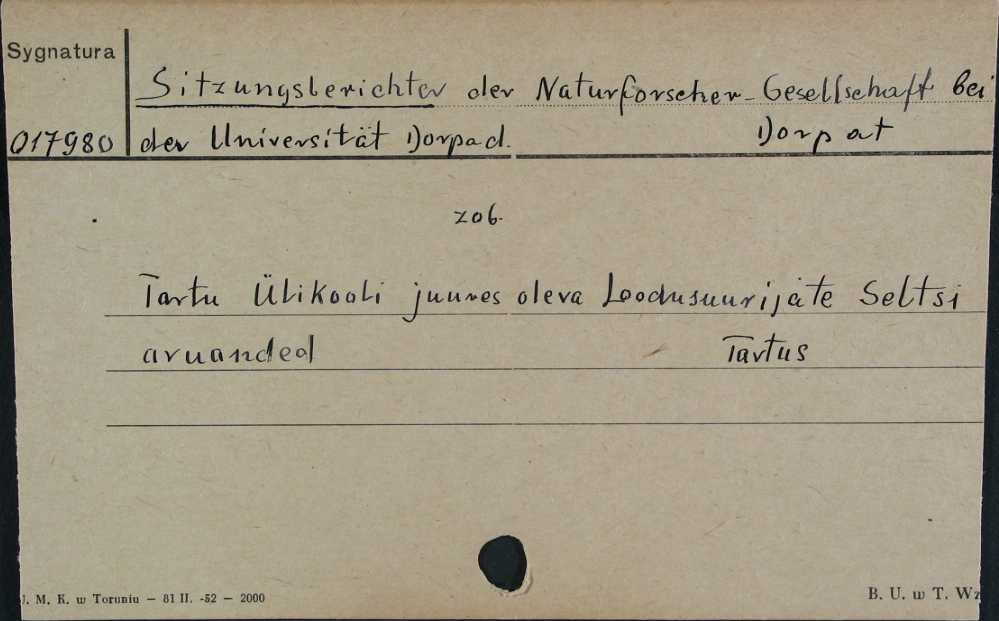 Sygnatura
Sitzungsberichter der Naturforscher-Gesellschaft bei
017980 der Universität Dorpad. Dorpat
zob.
Tartu Ülikooli juures oleva Loodusuurijate Seltsi
aruanded Tartus
J. M. K. w Toruniu — 81 II. -52 — 2000
B. U. w T. Wz